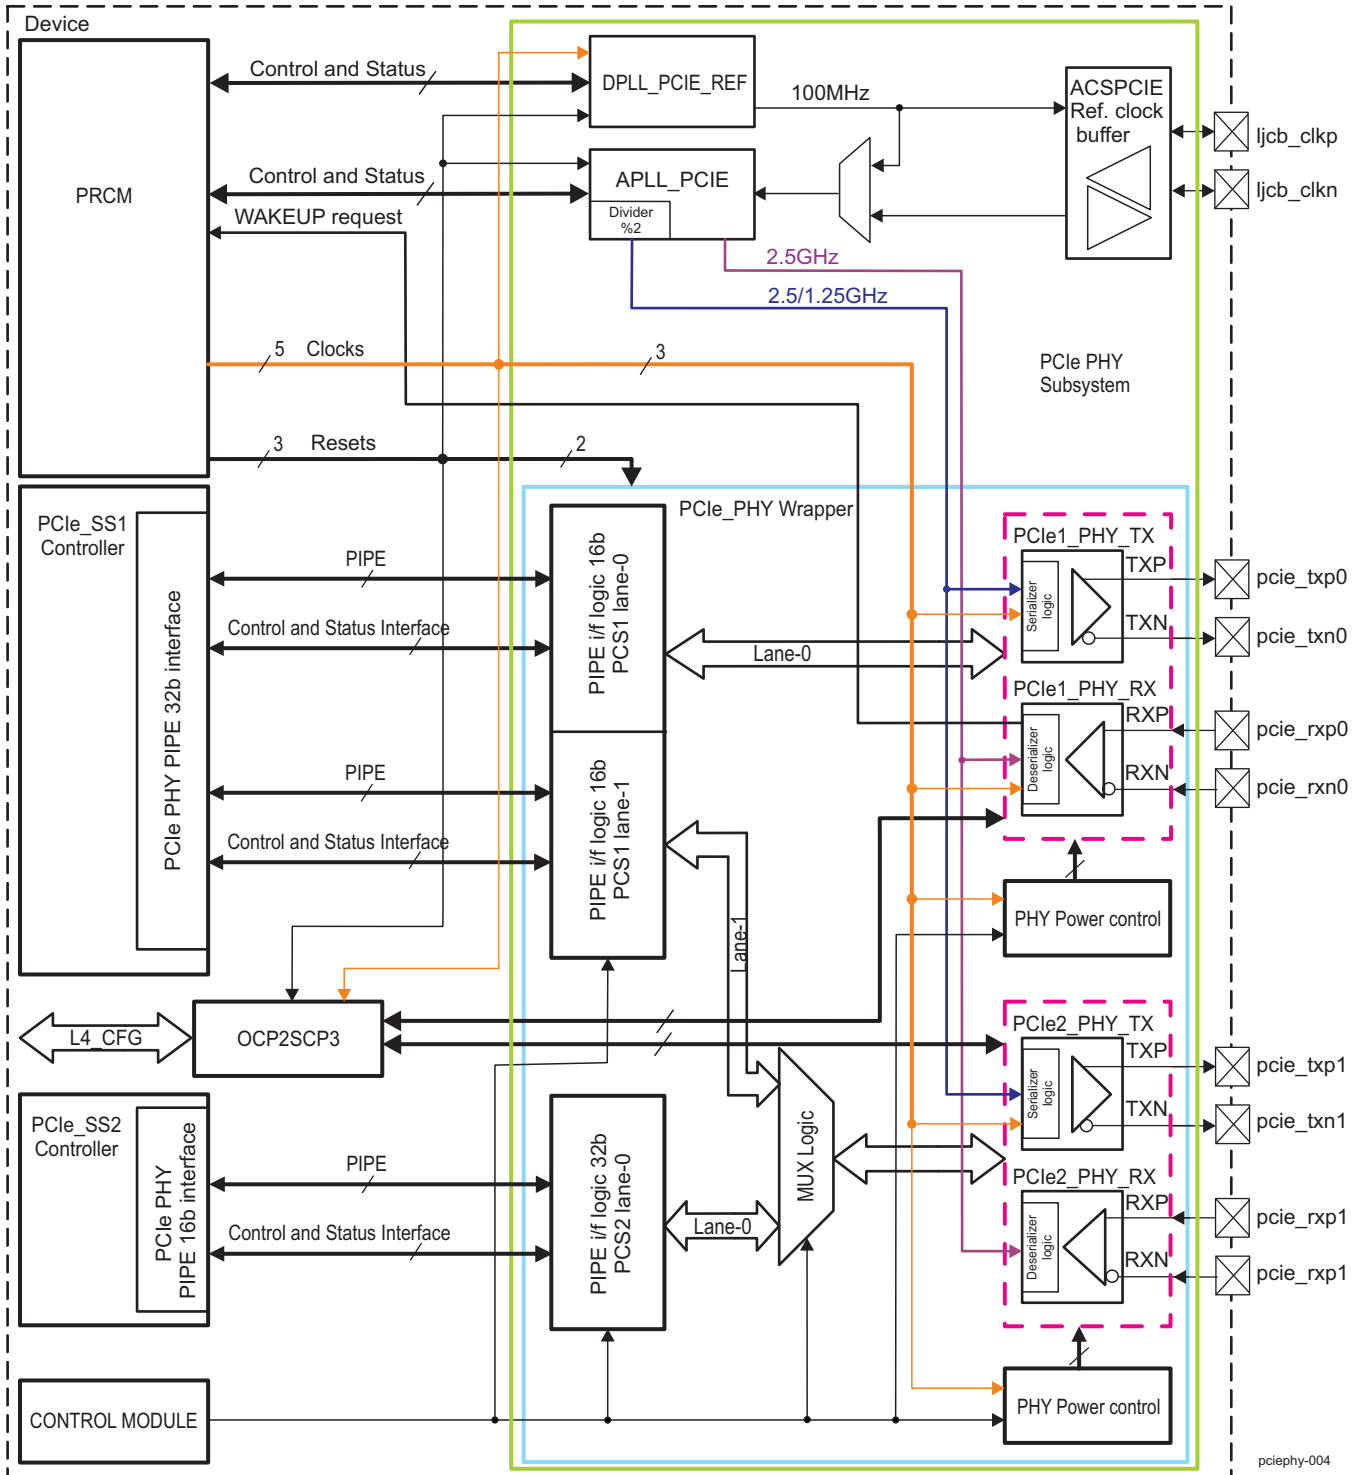 Device
PRCM
Control and Status
DPLL_PCIE_REF
100MHz
ACSPCIE
Ref. clock
buffer
ljcb_clkp
ljcb_clkn
Control and Status
APLL_PCIE
Divider
%2
WAKEUP request
2.5GHz
2.5/1.25GHz
5 Clocks
3
PCIe PHY
Subsystem
3 Resets
2
PCIe_PHY Wrapper
PCIe_SS1
Controller
PCIe PHY PIPE 32b interface
PIPE
Control and Status Interface
PIPE
Control and Status Interface
PIPE i/f logic 16b
PCS1 lane-0
PIPE i/f logic 16b
PCS1 lane-1
Lane-0
Lane-1
PCIe1_PHY_TX
Serializer
logic
TXP
TXN
pcie_txp0
pcie_txn0
PCIe1_PHY_RX
Deserializer
logic
RXP
RXN
pcie_rxp0
pcie_rxn0
PHY Power control
L4_CFG
OCP2SCP3
PCIe_SS2
Controller
PCIe PHY
PIPE 16b interface
PIPE
Control and Status Interface
PIPE i/f logic 32b
PCS2 lane-0
Lane-0
MUX Logic
PCIe2_PHY_TX
Serializer
logic
TXP
TXN
pcie_txp1
pcie_txn1
PCIe2_PHY_RX
Deserializer
logic
RXP
RXN
pcie_rxp1
pcie_rxp1
PHY Power control
CONTROL MODULE
pciephy-004